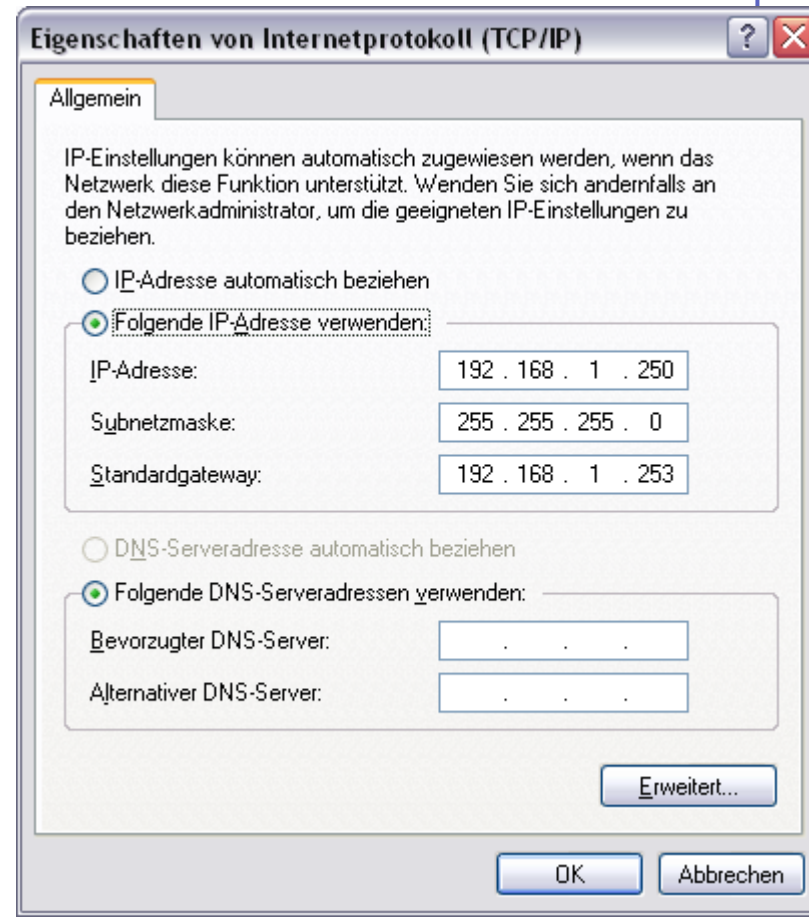 Eigenschaften von Internetprotokoll (TCP/IP)
Allgemein
IP-Einstellungen können automatisch zugewiesen werden, wenn das
Netzwerk diese Funktion unterstützt. Wenden Sie sich andernfalls an
den Netzwerkadministrator, um die geeigneten IP-Einstellungen zu
beziehen.
IP-Adresse automatisch beziehen
Folgende IP-Adresse verwenden:
IP-Adresse: 192 . 168 . 1 . 250
Subnetzmaske: 255 . 255 . 255 . 0
Standardgateway: 192 . 168 . 1 . 253
DNS-Serveradresse automatisch beziehen
Folgende DNS-Serveradressen verwenden:
Bevorzugter DNS-Server: . . .
Alternativer DNS-Server: . . .
Erweitert...
OK Abbrechen